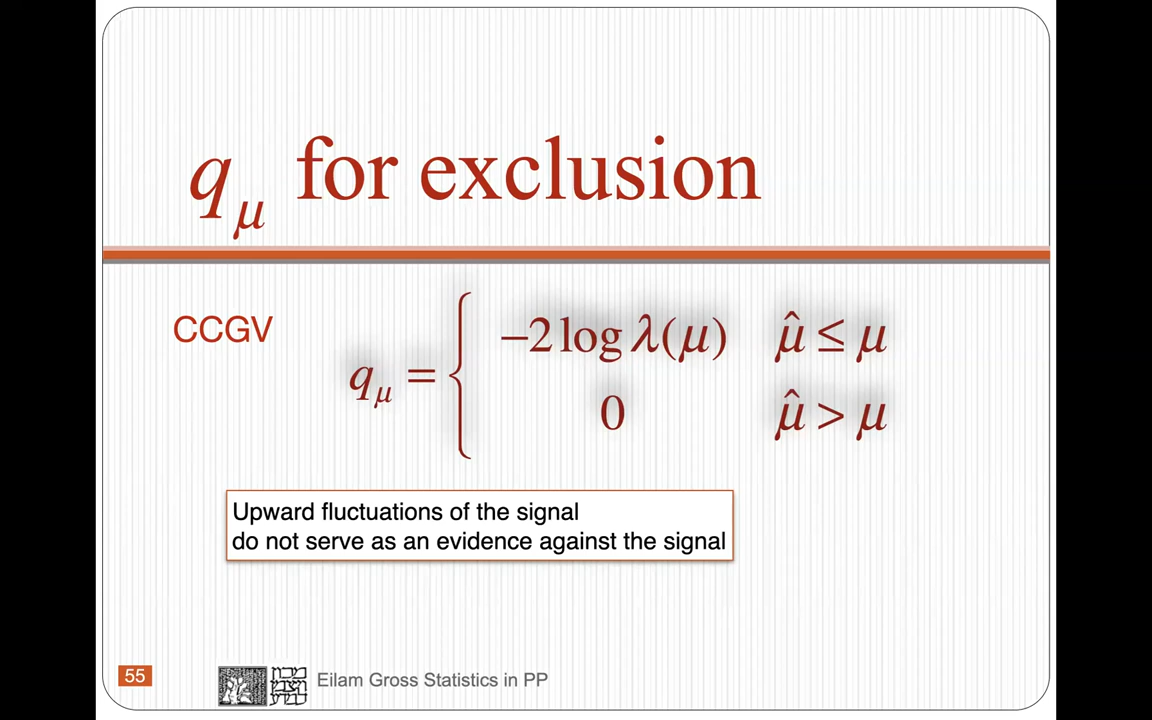 q_μ for exclusion
CCGV
q_μ = { −2 log λ(μ)   μ̂ ≤ μ
0   μ̂ > μ
Upward fluctuations of the signal
do not serve as an evidence against the signal
55
Eilam Gross Statistics in PP